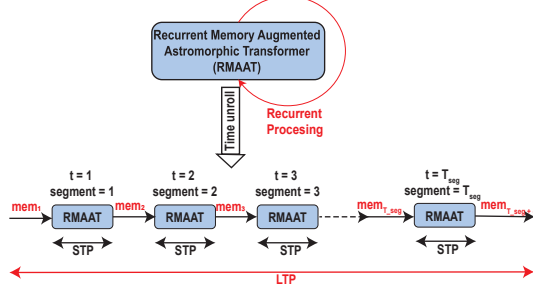 Recurrent Memory Augmented
Astromorphic Transformer
(RMAAT)
Recurrent
Procesing
Time unroll
t = 1
segment = 1
t = 2
segment = 2
t = 3
segment = 3
t = T_seg
segment = T_seg
mem₁
RMAAT
mem₂
RMAAT
mem₃
RMAAT
mem_T_seg
RMAAT
mem_T_seg+
STP
STP
STP
STP
LTP